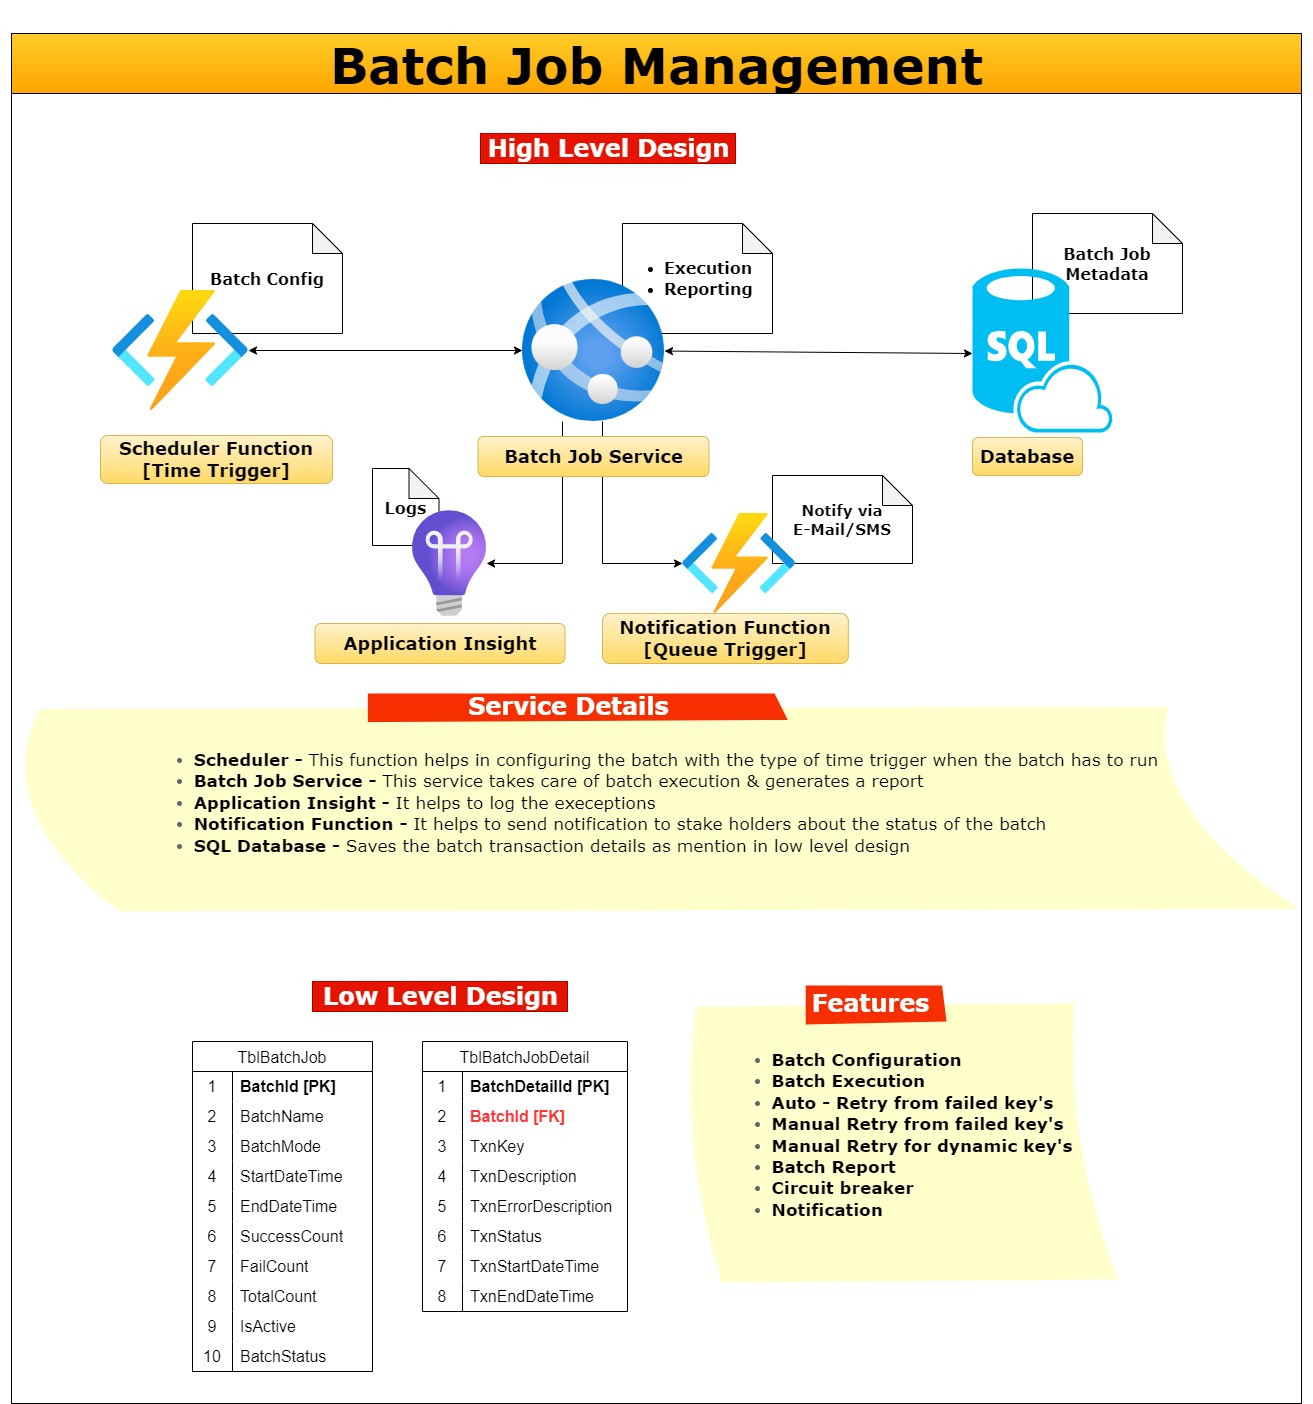 Batch Job Management
High Level Design
Batch Config
• Execution
• Reporting
Batch Job
Metadata
SQL
Scheduler Function
[Time Trigger]
Batch Job Service
Database
Logs
Notify via
E-Mail/SMS
Application Insight
Notification Function
[Queue Trigger]
Service Details
• Scheduler - This function helps in configuring the batch with the type of time trigger when the batch has to run
• Batch Job Service - This service takes care of batch execution & generates a report
• Application Insight - It helps to log the execeptions
• Notification Function - It helps to send notification to stake holders about the status of the batch
• SQL Database - Saves the batch transaction details as mention in low level design
Low Level Design
TblBatchJob
1 BatchId [PK]
2 BatchName
3 BatchMode
4 StartDateTime
5 EndDateTime
6 SuccessCount
7 FailCount
8 TotalCount
9 IsActive
10 BatchStatus
TblBatchJobDetail
1 BatchDetailId [PK]
2 BatchId [FK]
3 TxnKey
4 TxnDescription
5 TxnErrorDescription
6 TxnStatus
7 TxnStartDateTime
8 TxnEndDateTime
Features
• Batch Configuration
• Batch Execution
• Auto - Retry from failed key's
• Manual Retry from failed key's
• Manual Retry for dynamic key's
• Batch Report
• Circuit breaker
• Notification